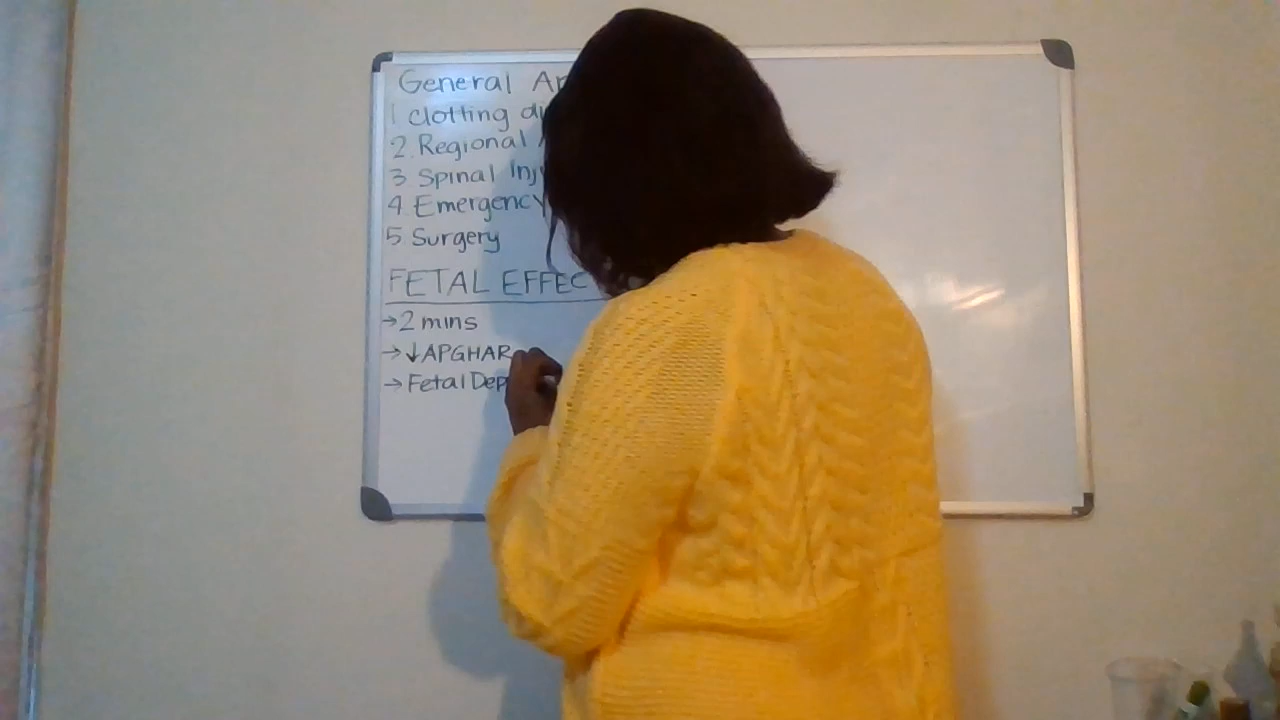 General An
1 Clotting di
2. Regional
3 Spinal Inj
4 Emergency
5 Surgery
FETAL EFFEC
→2 mins
→↓APGHAR
→Fetal Dep